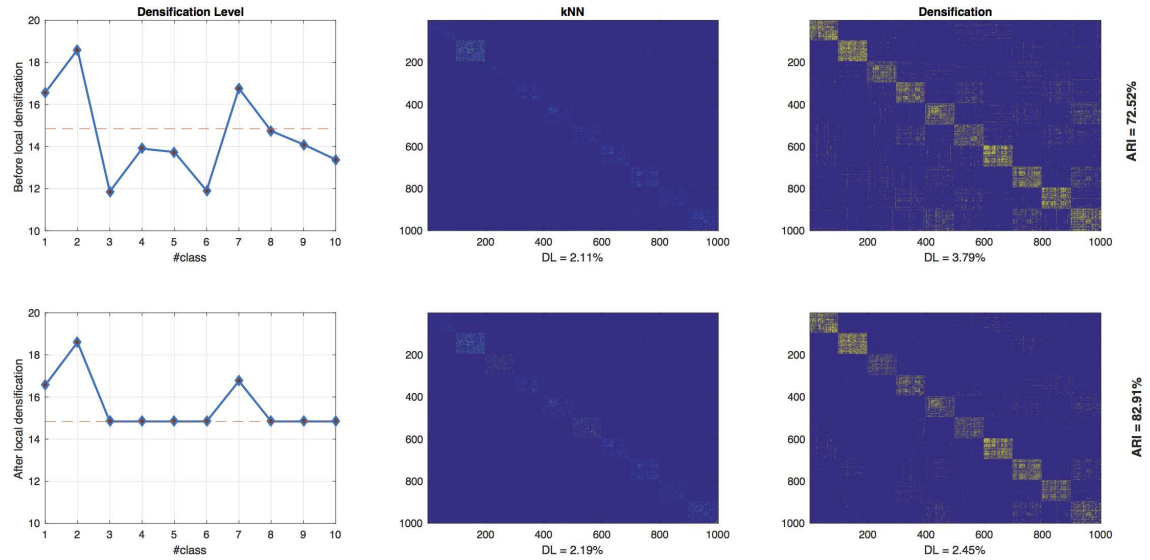 Densification Level
kNN
Densification
20
18
16
14
12
10
Before local densification
1 2 3 4 5 6 7 8 9 10
#class
200
400
600
800
1000
200 400 600 800 1000
DL = 2.11%
200
400
600
800
1000
200 400 600 800 1000
DL = 3.79%
ARI = 72.52%
20
18
16
14
12
10
After local densification
1 2 3 4 5 6 7 8 9 10
#class
200
400
600
800
1000
200 400 600 800 1000
DL = 2.19%
200
400
600
800
1000
200 400 600 800 1000
DL = 2.45%
ARI = 82.91%